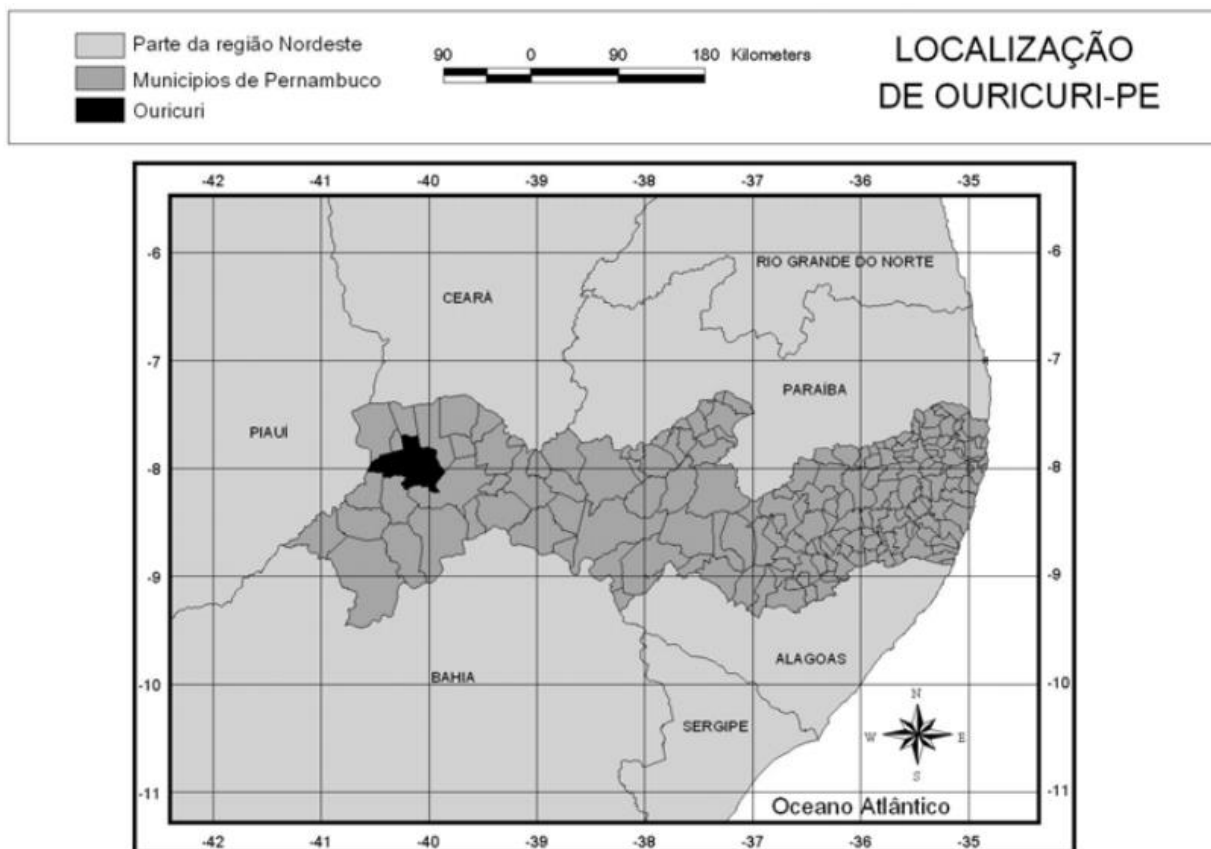 Parte da região Nordeste
Municipios de Pernambuco
Ouricuri
90 0 90 180 Kilometers
LOCALIZAÇÃO
DE OURICURI-PE
-42 -41 -40 -39 -38 -37 -36 -35
-6 -6
RIO GRANDE DO NORTE
CEARÁ
-7 -7
PARAÍBA
PIAUÍ
-8 -8
-9 -9
ALAGOAS
BAHIA
-10 -10
SERGIPE
N
W E
S
-11 -11
Oceano Atlântico
-42 -41 -40 -39 -38 -37 -36 -35